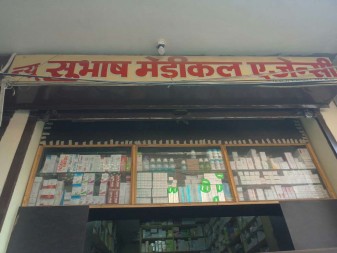 न्यू सुभाष मेडीकल एजेन्सी